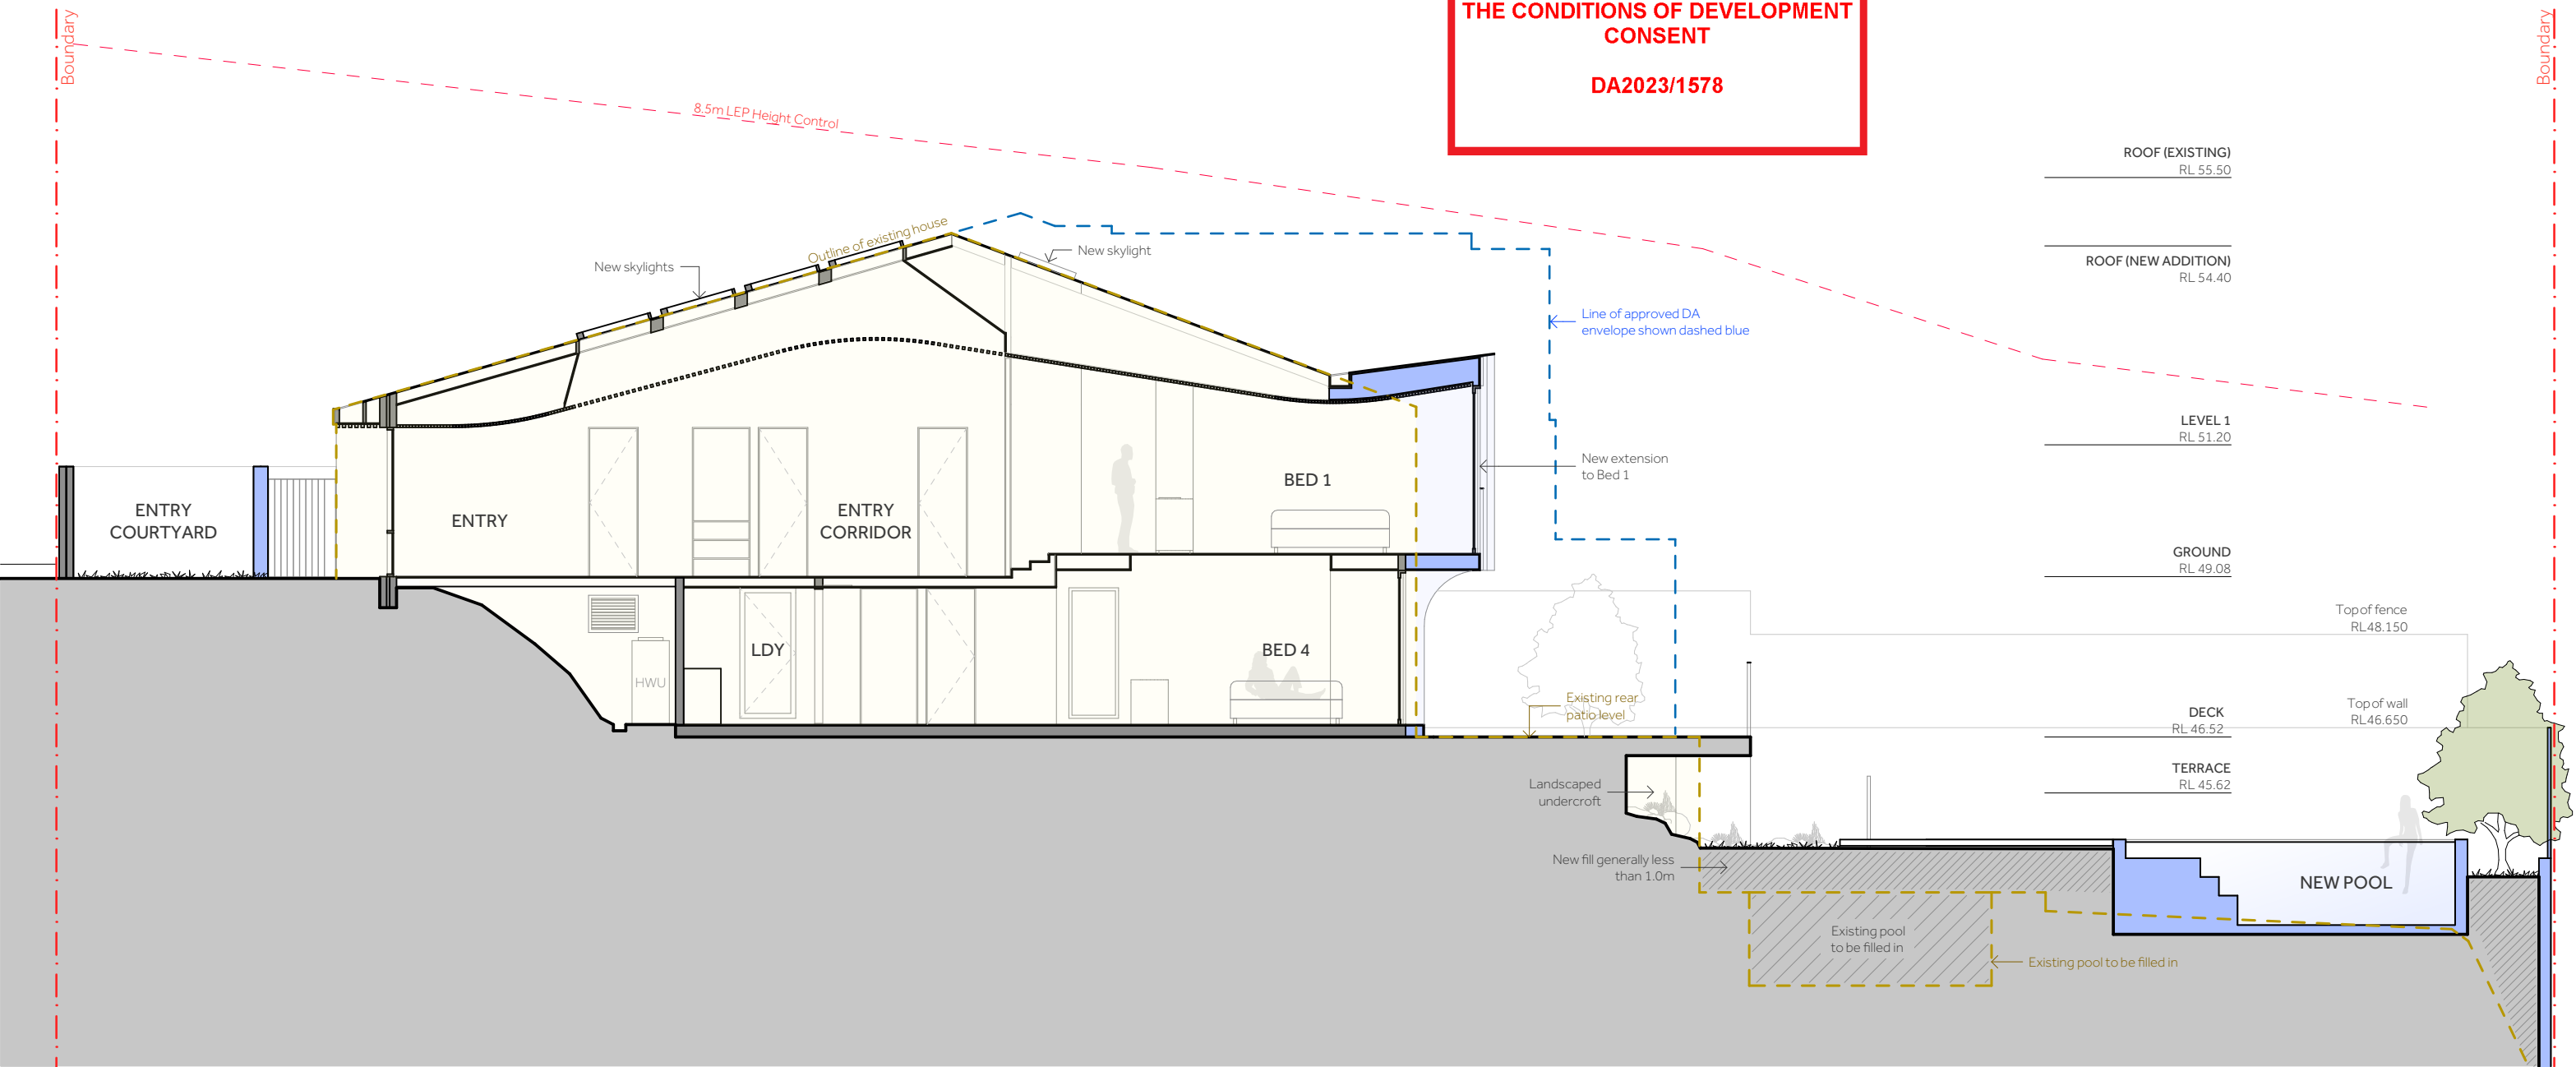 THE CONDITIONS OF DEVELOPMENT
CONSENT
DA2023/1578
Boundary
Boundary
8.5m LEP Height Control
ROOF (EXISTING)
RL 55.50
Outline of existing house
New skylights
New skylight
ROOF (NEW ADDITION)
RL 54.40
Line of approved DA
envelope shown dashed blue
LEVEL 1
RL 51.20
New extension
to Bed 1
BED 1
ENTRY
COURTYARD
ENTRY
ENTRY
CORRIDOR
GROUND
RL 49.08
Top of fence
RL48.150
LDY
BED 4
HWU
Existing rear
patio level
DECK
RL 46.52
Top of wall
RL46.650
TERRACE
RL 45.62
Landscaped
undercroft
New fill generally less
than 1.0m
NEW POOL
Existing pool
to be filled in
Existing pool to be filled in